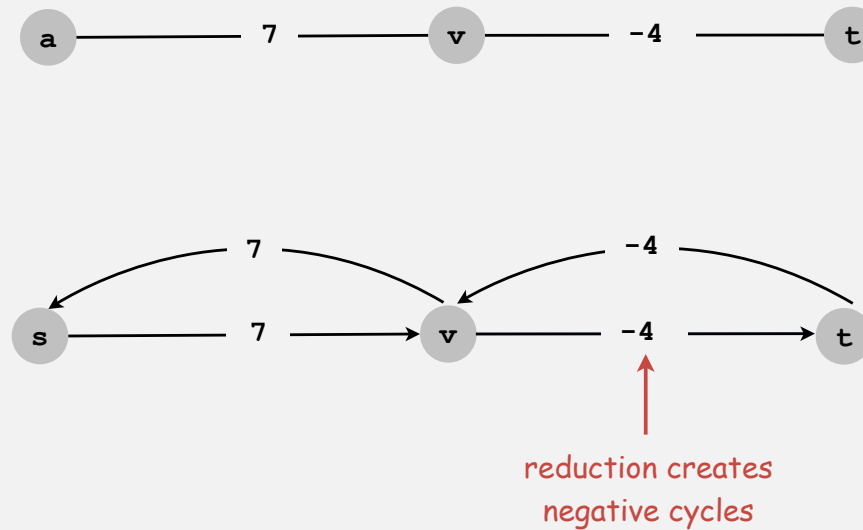 a 7 v -4 t
7 -4
s 7 v -4 t
reduction creates
negative cycles